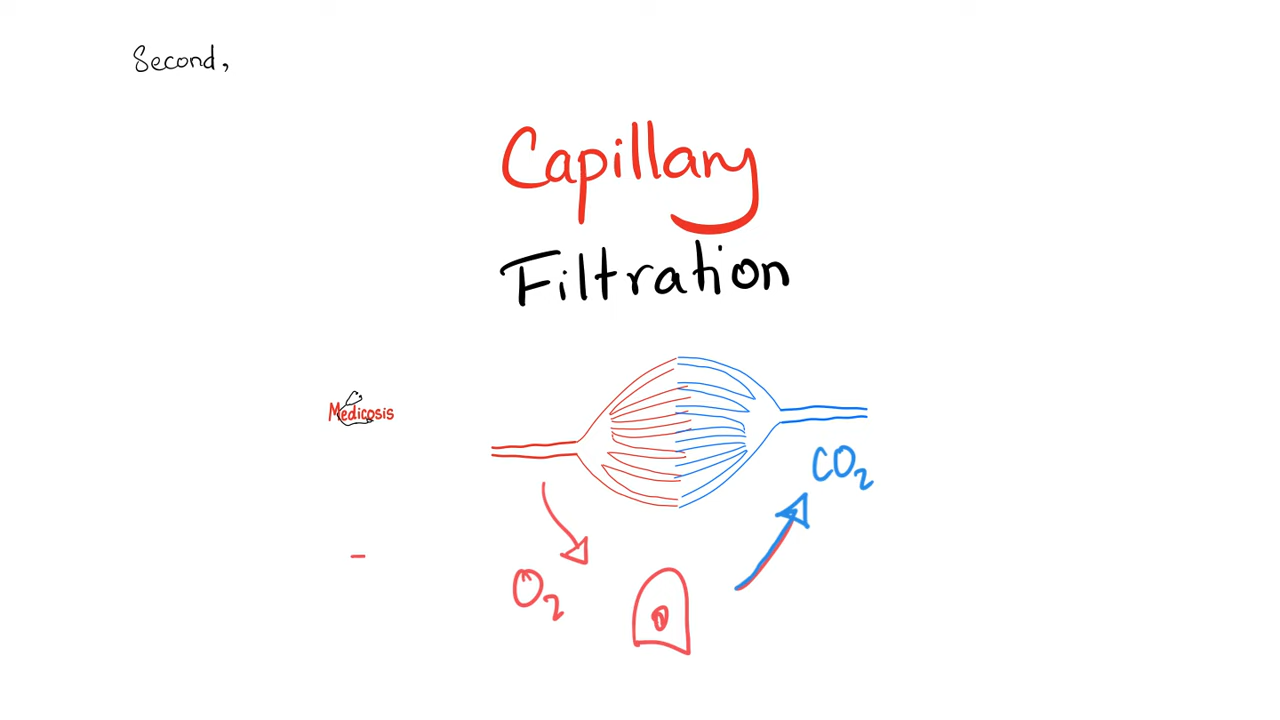 Second,
Capillary
Filtration
Medicosis
CO₂
O₂